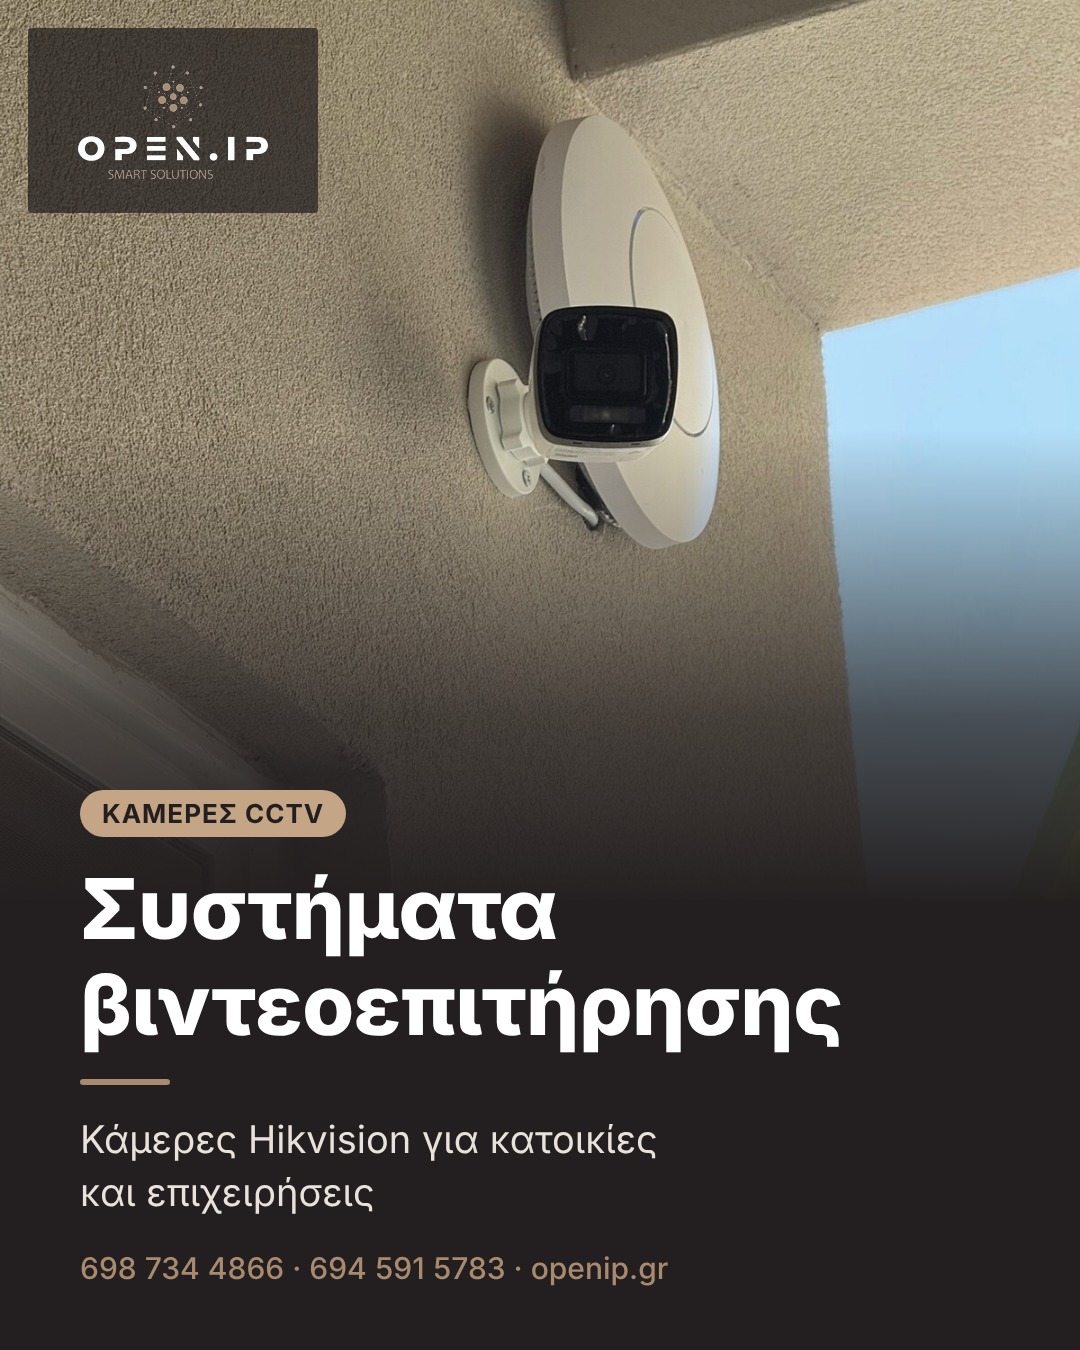 OPEN.IP
SMART SOLUTIONS
ΚΑΜΕΡΕΣ CCTV
Συστήματα
βιντεοεπιτήρησης
Κάμερες Hikvision για κατοικίες
και επιχειρήσεις
698 734 4866 · 694 591 5783 · openip.gr